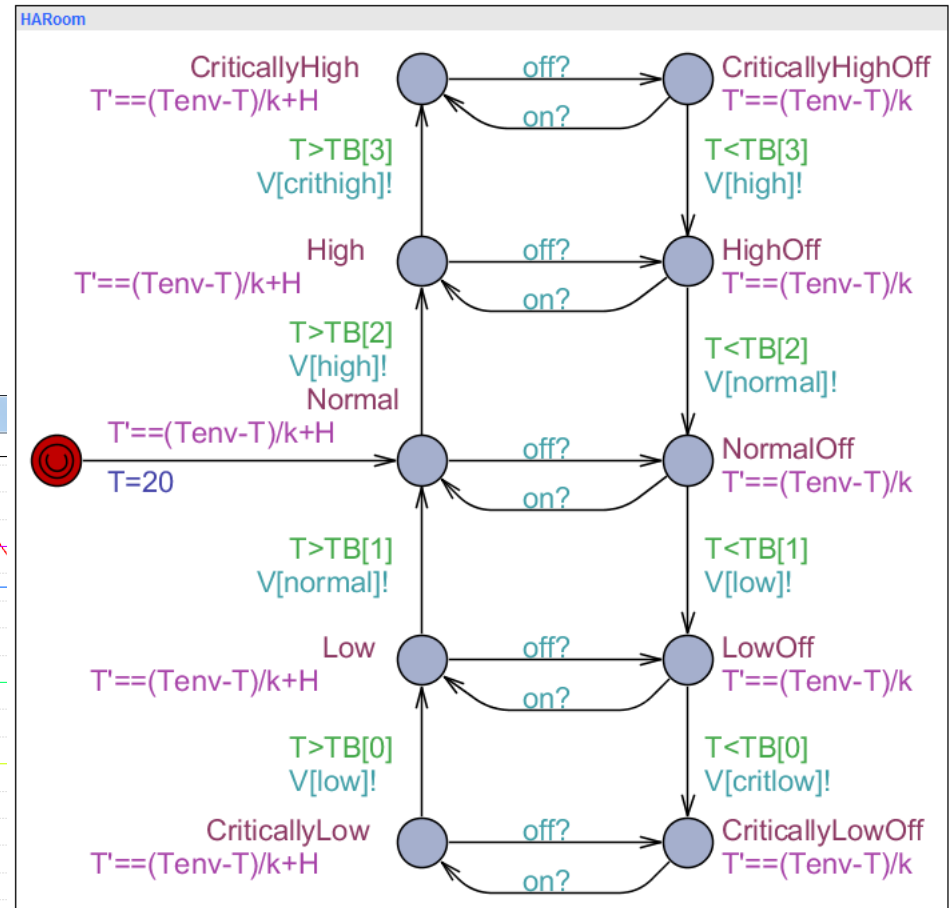 HARoom
CriticallyHigh
T'==(Tenv-T)/k+H
off?
on?
CriticallyHighOff
T'==(Tenv-T)/k
T>TB[3]
V[crithigh]!
T<TB[3]
V[high]!
High
T'==(Tenv-T)/k+H
off?
on?
HighOff
T'==(Tenv-T)/k
T>TB[2]
V[high]!
T<TB[2]
V[normal]!
Normal
T'==(Tenv-T)/k+H
T=20
off?
on?
NormalOff
T'==(Tenv-T)/k
T>TB[1]
V[normal]!
T<TB[1]
V[low]!
Low
T'==(Tenv-T)/k+H
off?
on?
LowOff
T'==(Tenv-T)/k
T>TB[0]
V[low]!
T<TB[0]
V[critlow]!
CriticallyLow
T'==(Tenv-T)/k+H
off?
on?
CriticallyLowOff
T'==(Tenv-T)/k